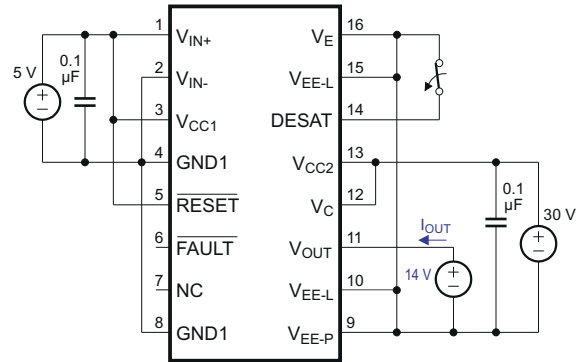 1 V_IN+ V_E 16
2 V_IN- V_EE-L 15
3 V_CC1 DESAT 14
4 GND1 V_CC2 13
5 RESET V_C 12
6 FAULT V_OUT 11
7 NC V_EE-L 10
8 GND1 V_EE-P 9
5 V
+
−
0.1
µF
I_OUT
14 V
+
−
0.1
µF
30 V
+
−